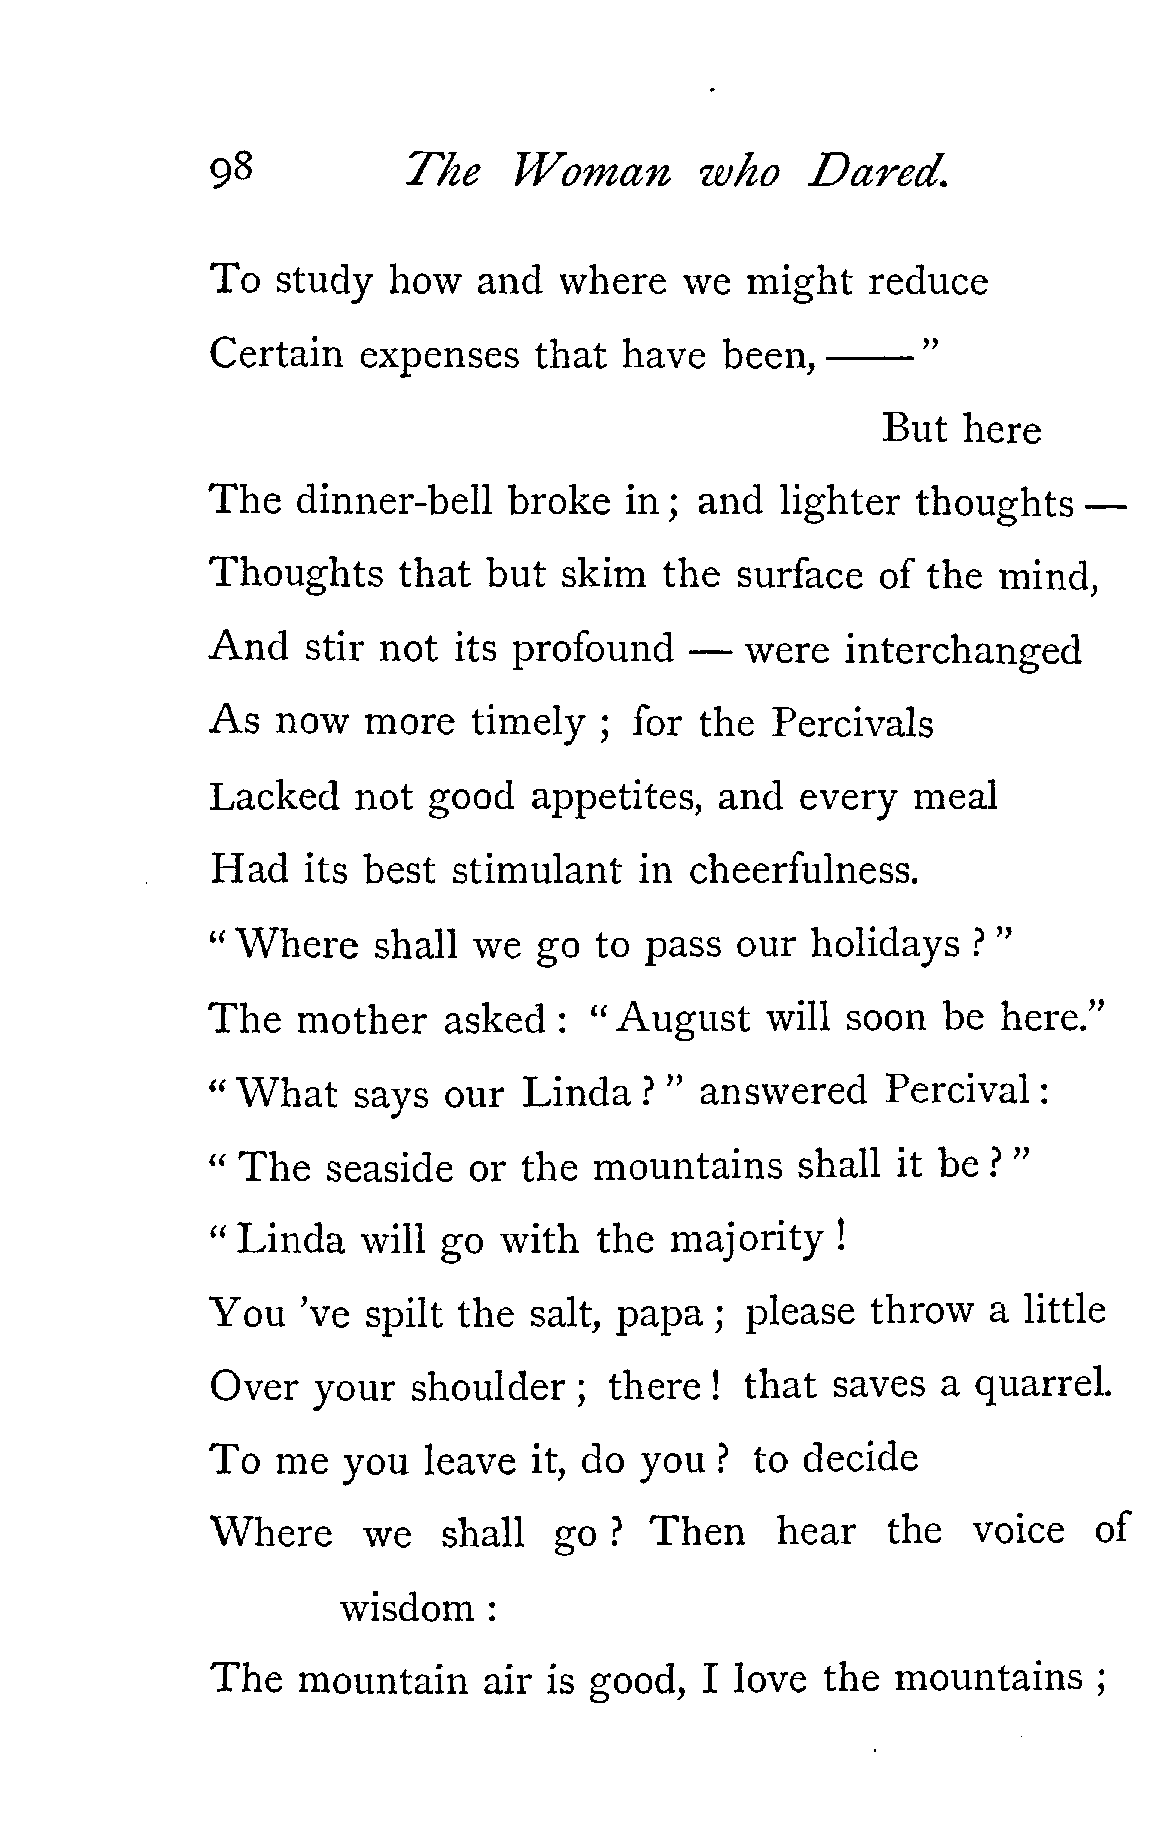 98 The Woman who Dared.
To study how and where we might reduce
Certain expenses that have been, —— ”
But here
The dinner-bell broke in ; and lighter thoughts —
Thoughts that but skim the surface of the mind,
And stir not its profound — were interchanged
As now more timely ; for the Percivals
Lacked not good appetites, and every meal
Had its best stimulant in cheerfulness.
“ Where shall we go to pass our holidays ? ”
The mother asked : “ August will soon be here.”
“ What says our Linda ? ” answered Percival :
“ The seaside or the mountains shall it be ? ”
“ Linda will go with the majority !
You ’ve spilt the salt, papa ; please throw a little
Over your shoulder ; there ! that saves a quarrel.
To me you leave it, do you ? to decide
Where we shall go ? Then hear the voice of
wisdom :
The mountain air is good, I love the mountains ;